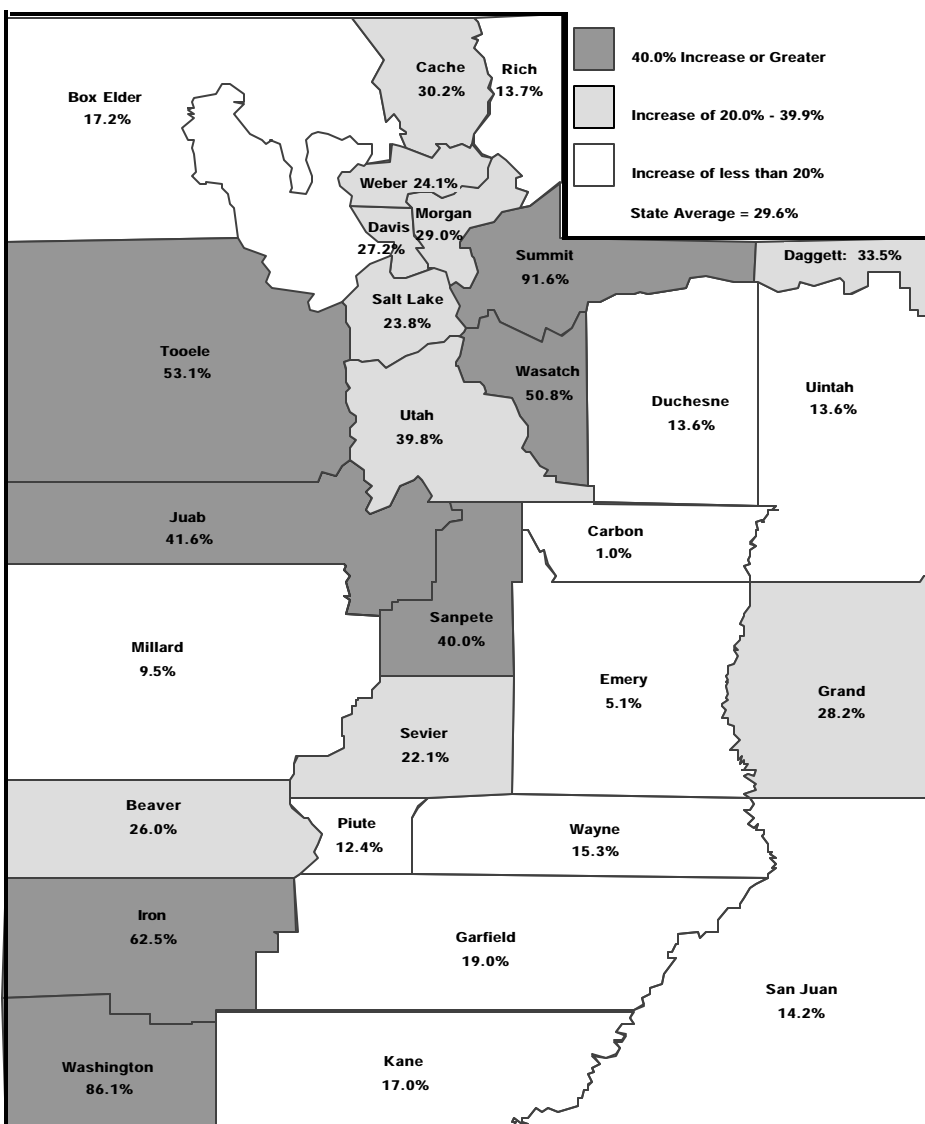 Cache
30.2%
Rich
13.7%
Box Elder
17.2%
40.0% Increase or Greater
Increase of 20.0% - 39.9%
Increase of less than 20%
State Average = 29.6%
Weber 24.1%
Morgan
29.0%
Davis
27.2%
Summit
91.6%
Daggett: 33.5%
Salt Lake
23.8%
Tooele
53.1%
Wasatch
50.8%
Duchesne
13.6%
Uintah
13.6%
Utah
39.8%
Juab
41.6%
Carbon
1.0%
Sanpete
40.0%
Millard
9.5%
Emery
5.1%
Grand
28.2%
Sevier
22.1%
Beaver
26.0%
Piute
12.4%
Wayne
15.3%
Iron
62.5%
Garfield
19.0%
San Juan
14.2%
Washington
86.1%
Kane
17.0%